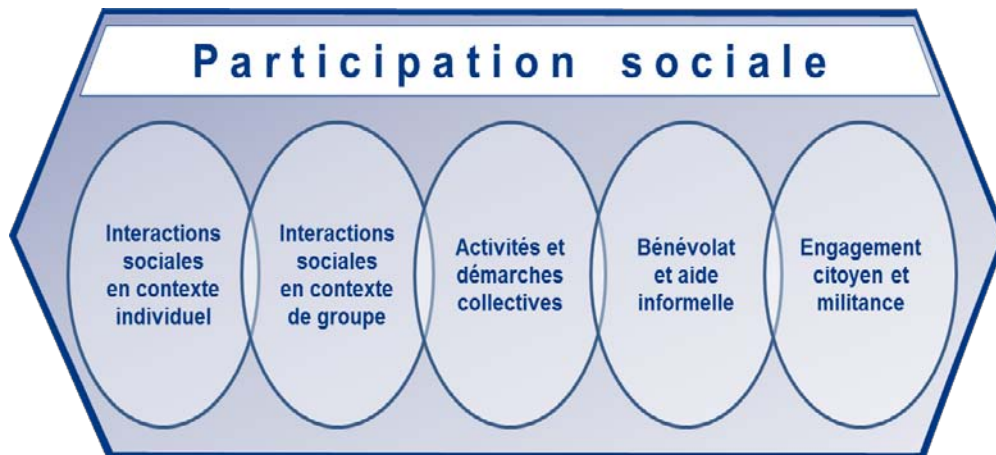 Participation sociale
Interactions
sociales
en contexte
individuel
Interactions
sociales
en contexte
de groupe
Activités et
démarches
collectives
Bénévolat
et aide
informelle
Engagement
citoyen et
militance